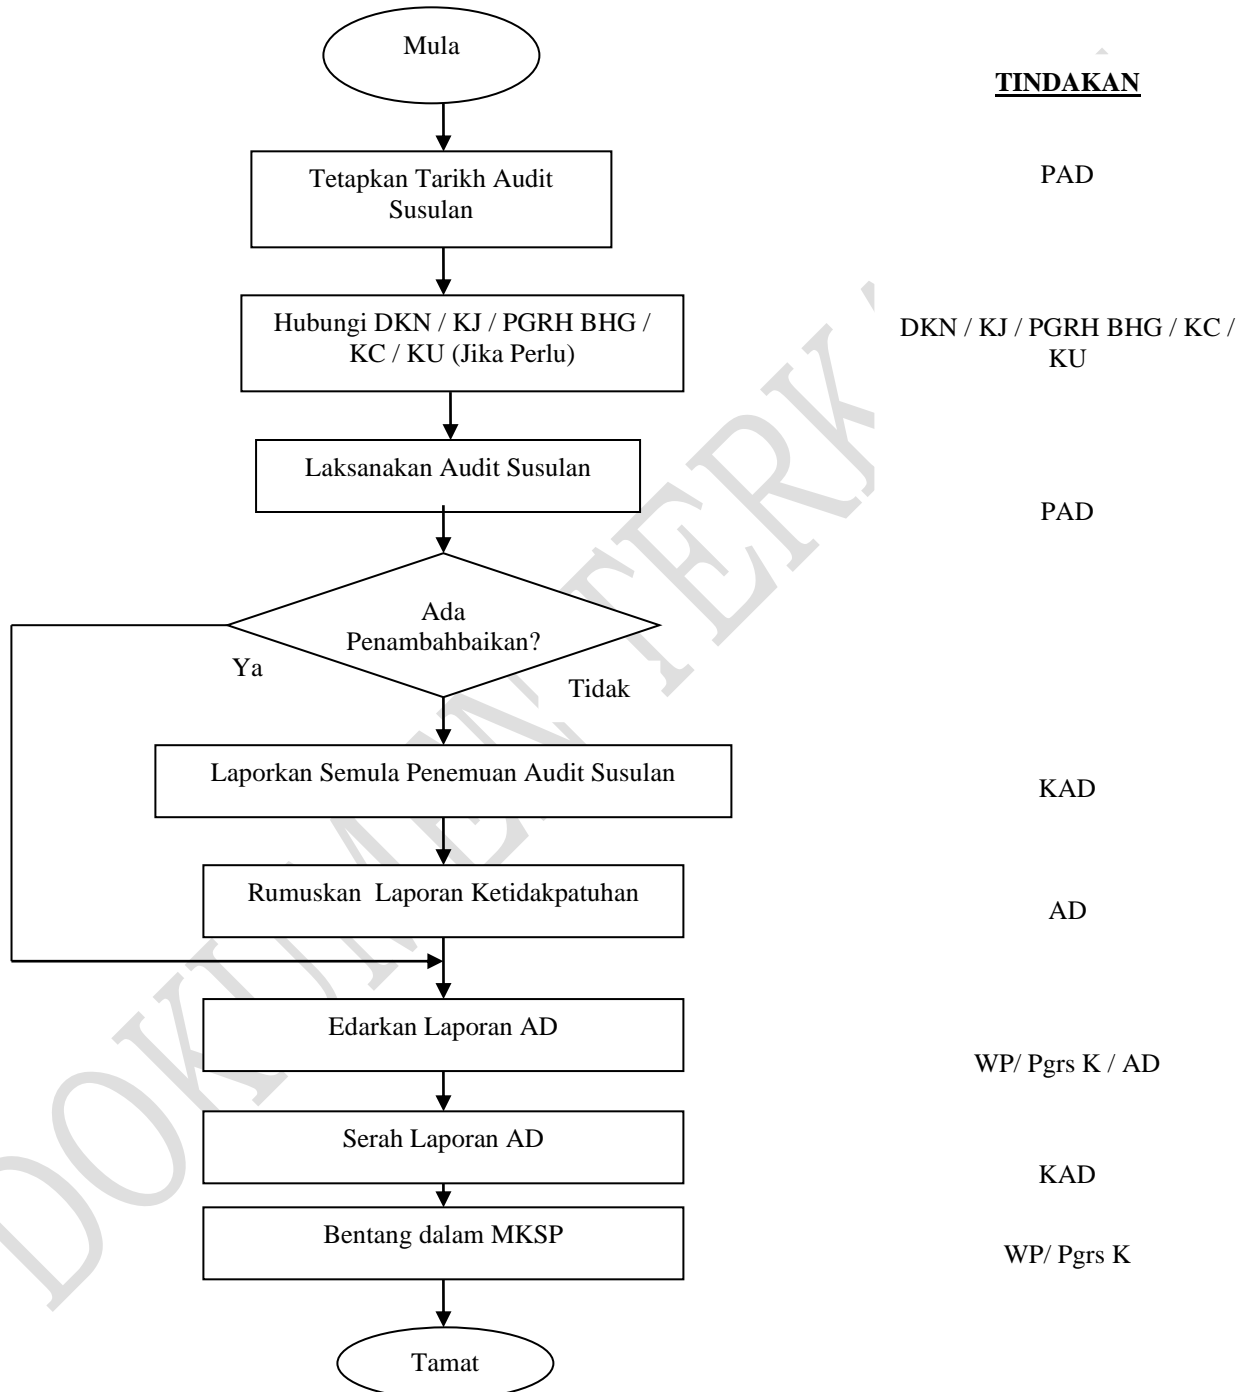 Mula
TINDAKAN
Tetapkan Tarikh Audit
Susulan
PAD
Hubungi DKN / KJ / PGRH BHG /
KC / KU (Jika Perlu)
DKN / KJ / PGRH BHG / KC /
KU
Laksanakan Audit Susulan
PAD
Ada
Penambahbaikan?
Ya
Tidak
Laporkan Semula Penemuan Audit Susulan
KAD
Rumuskan  Laporan Ketidakpatuhan
AD
Edarkan Laporan AD
WP/ Pgrs K / AD
Serah Laporan AD
KAD
Bentang dalam MKSP
WP/ Pgrs K
Tamat
DOKUMEN TERK